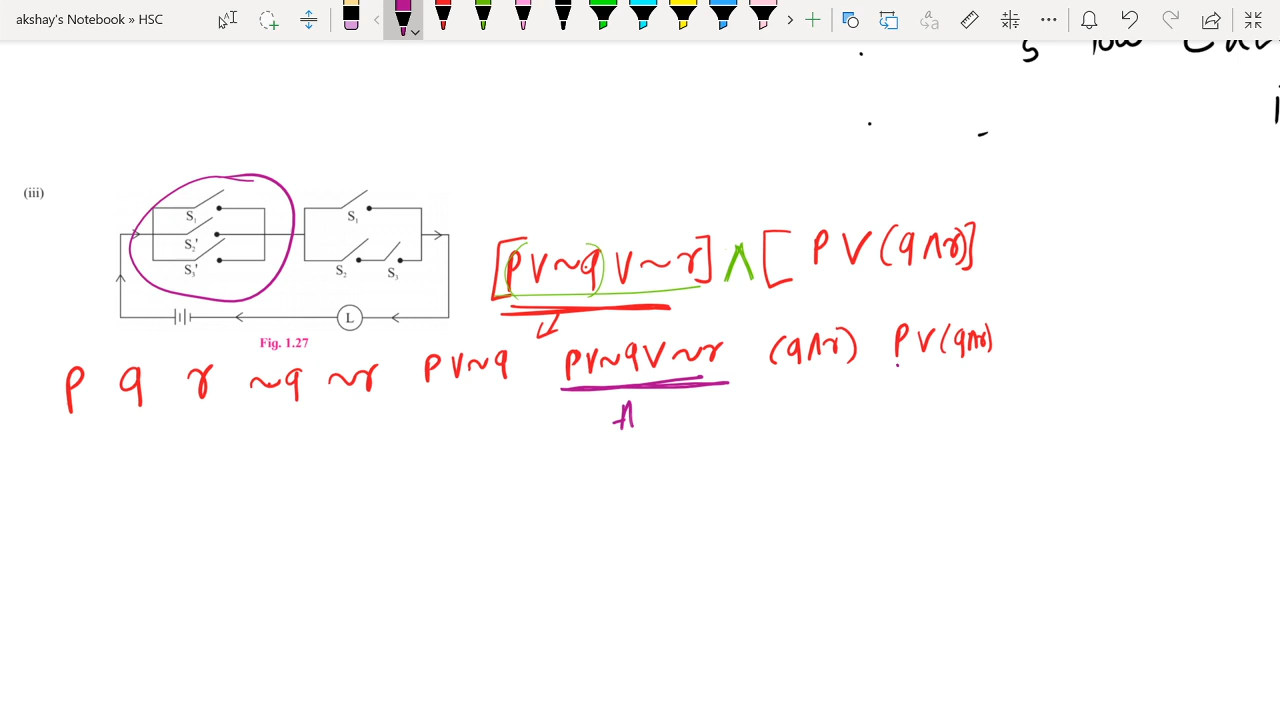 akshay's Notebook » HSC
(iii)
S₁ S₁
S₂'
S₃' S₂ S₃
L
Fig. 1.27
[p ∨ ~q ∨ ~r] ∧ [p ∨ (q ∧ r)]
p q r ~q ~r p∨~q p∨~q∨~r (q∧r) p∨(q∧r)
A